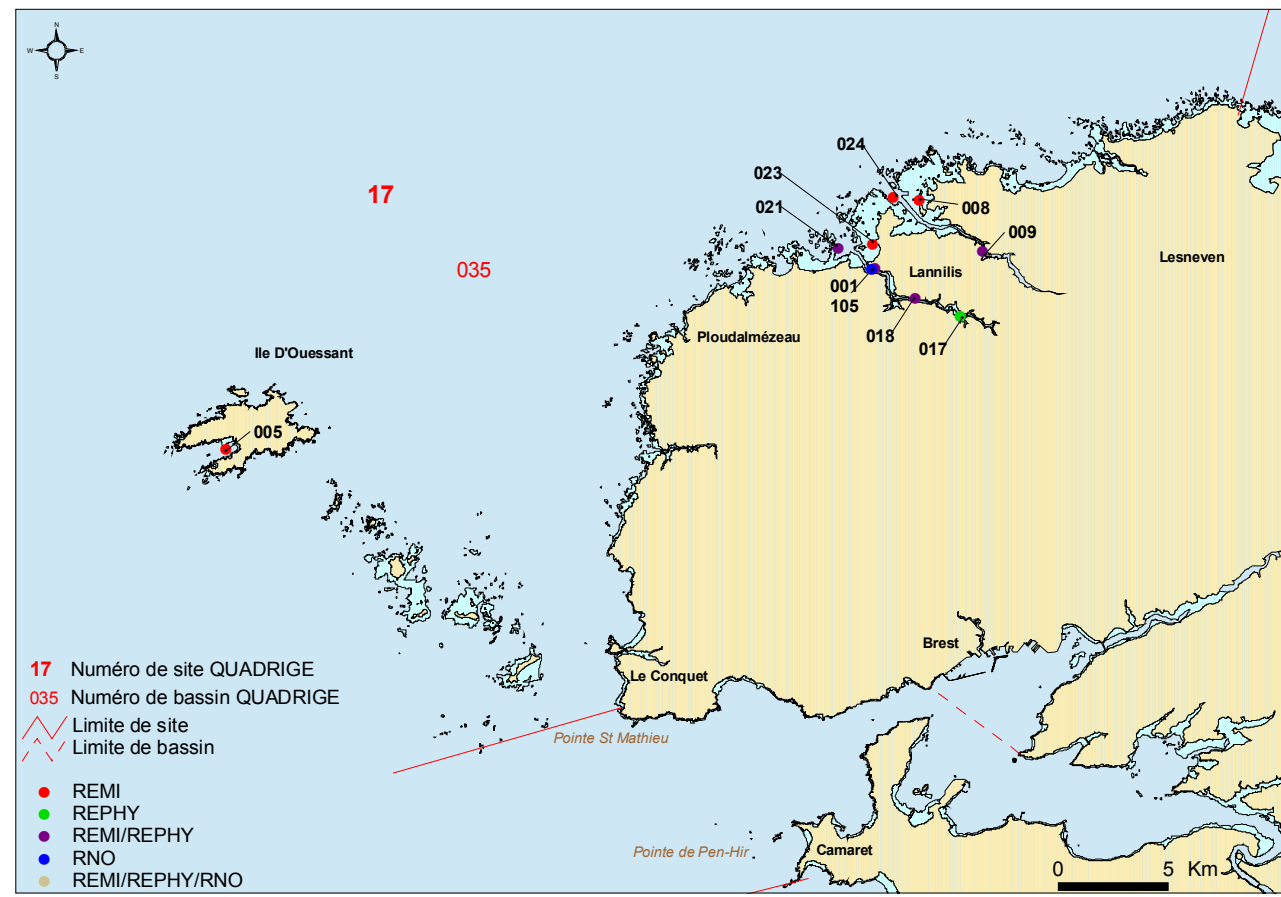 N
W E
S
024
023
021
17
008
009
Lesneven
035
Lannilis
001
105
018
017
Ploudalmézeau
Ile D'Ouessant
005
Brest
17 Numéro de site QUADRIGE
035 Numéro de bassin QUADRIGE
Limite de site
Limite de bassin
Le Conquet
Pointe St Mathieu
REMI
REPHY
REMI/REPHY
RNO
REMI/REPHY/RNO
Pointe de Pen-Hir
Camaret
0 5 Km